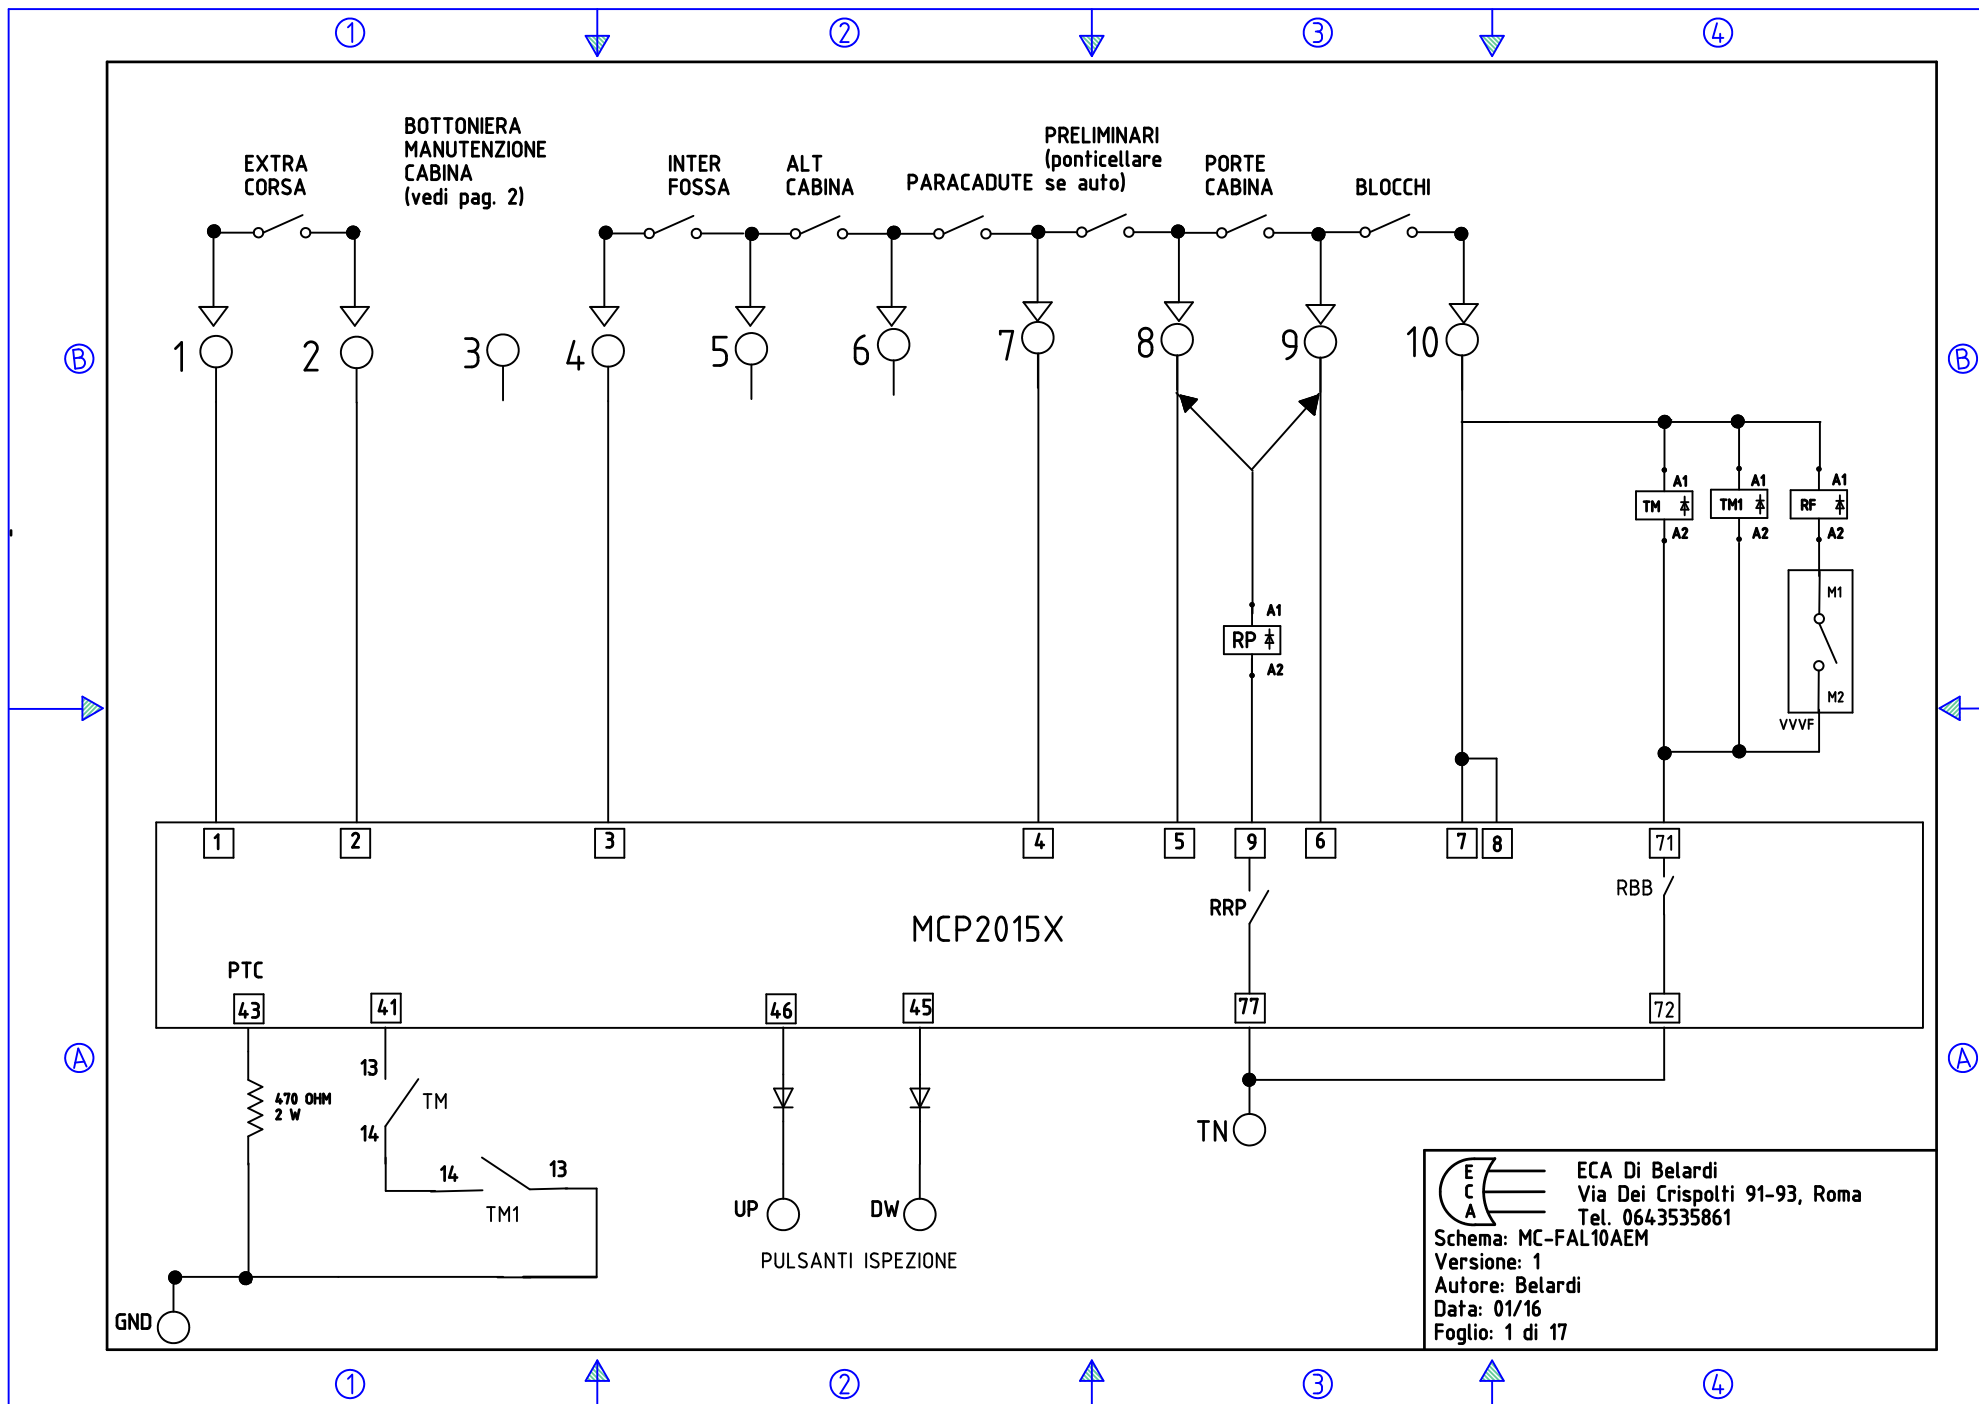 1
2
3
4
BOTTONIERA
MANUTENZIONE
CABINA
(vedi pag. 2)
EXTRA
CORSA
INTER
FOSSA
ALT
CABINA
PARACADUTE
PRELIMINARI
(ponticellare
se auto)
PORTE
CABINA
BLOCCHI
1
2
3
4
5
6
7
8
9
10
B
B
A1
A1
A1
TM
TM1
RF
A2
A2
A2
M1
M2
VVVF
A1
RP
A2
1
2
3
4
5
9
6
7
8
71
RRP
RBB
MCP2015X
PTC
43
41
46
45
77
72
A
A
470 OHM
2 W
13
TM
14
14
13
TM1
UP
DW
PULSANTI ISPEZIONE
TN
GND
E
C
A
ECA Di Belardi
Via Dei Crispolti 91-93, Roma
Tel. 0643535861
Schema: MC-FAL10AEM
Versione: 1
Autore: Belardi
Data: 01/16
Foglio: 1 di 17
1
2
3
4